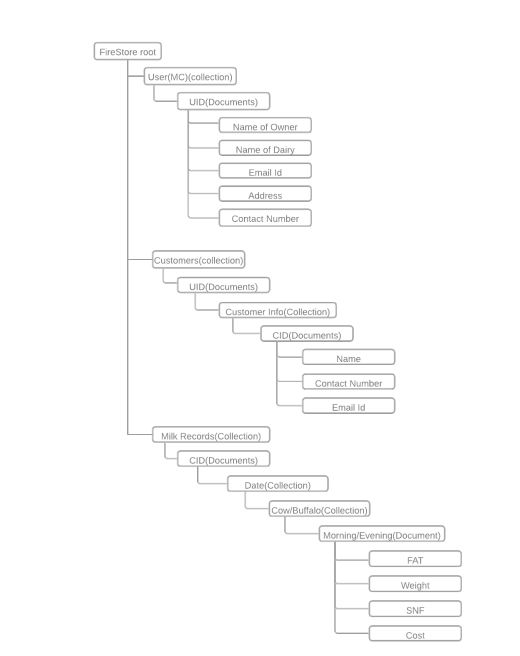 FireStore root
User(MC)(collection)
UID(Documents)
Name of Owner
Name of Dairy
Email Id
Address
Contact Number
Customers(collection)
UID(Documents)
Customer Info(Collection)
CID(Documents)
Name
Contact Number
Email Id
Milk Records(Collection)
CID(Documents)
Date(Collection)
Cow/Buffalo(Collection)
Morning/Evening(Document)
FAT
Weight
SNF
Cost